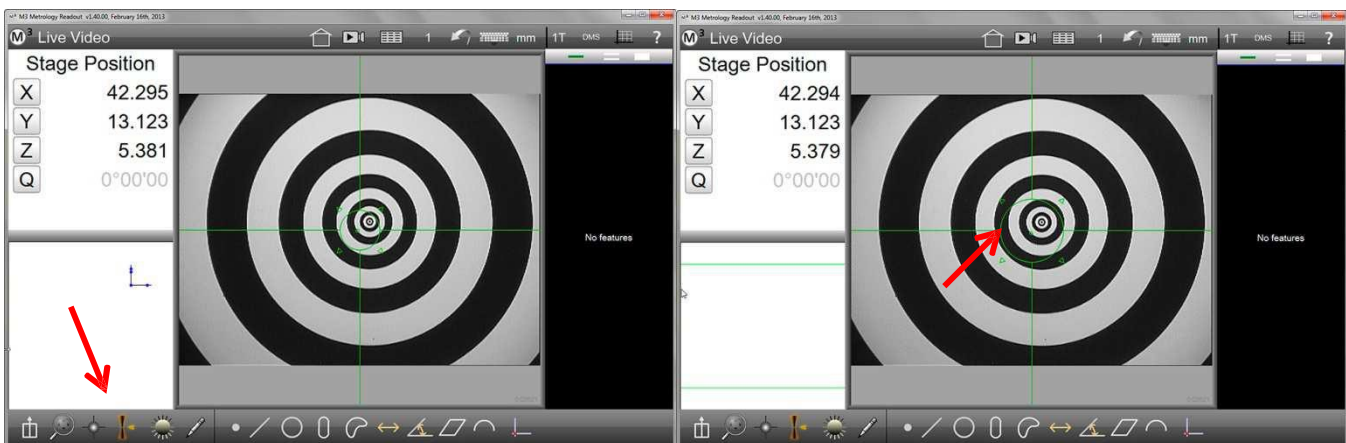 M3 Metrology Readout v1.40.00, February 16th, 2013
M3 Live Video
1
mm
1T
DMS
?
Stage Position
X 42.295
Y 13.123
Z 5.381
Q 0°00'00
No features
M3 Metrology Readout v1.40.00, February 16th, 2013
M3 Live Video
1
mm
1T
DMS
?
Stage Position
X 42.294
Y 13.123
Z 5.379
Q 0°00'00
No features